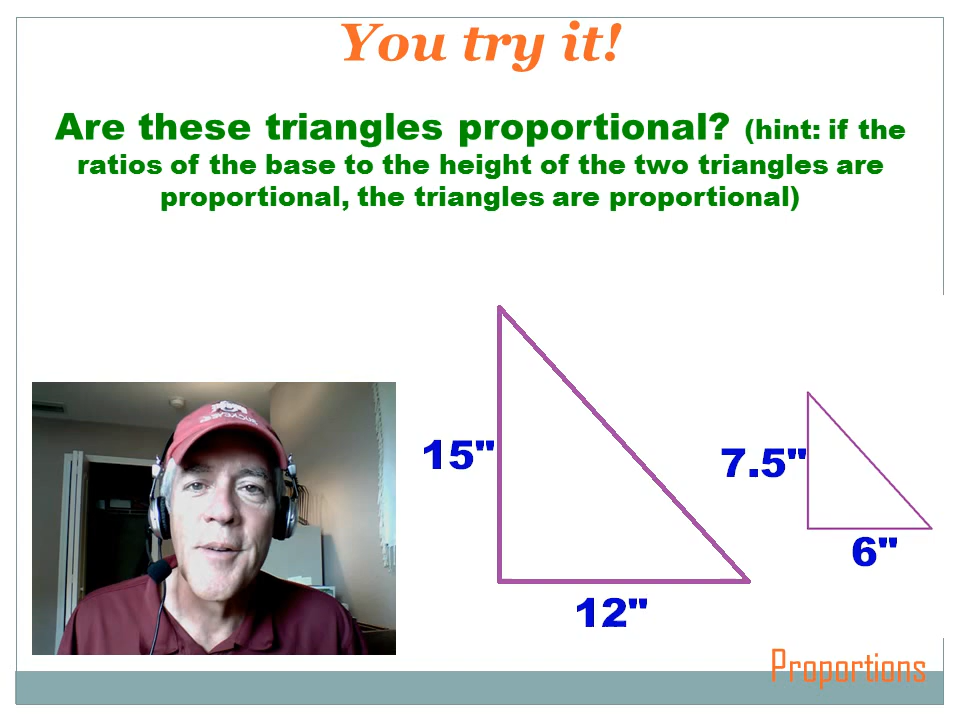 You try it!
Are these triangles proportional? (hint: if the
ratios of the base to the height of the two triangles are
proportional, the triangles are proportional)
15"
7.5"
6"
12"
Proportions